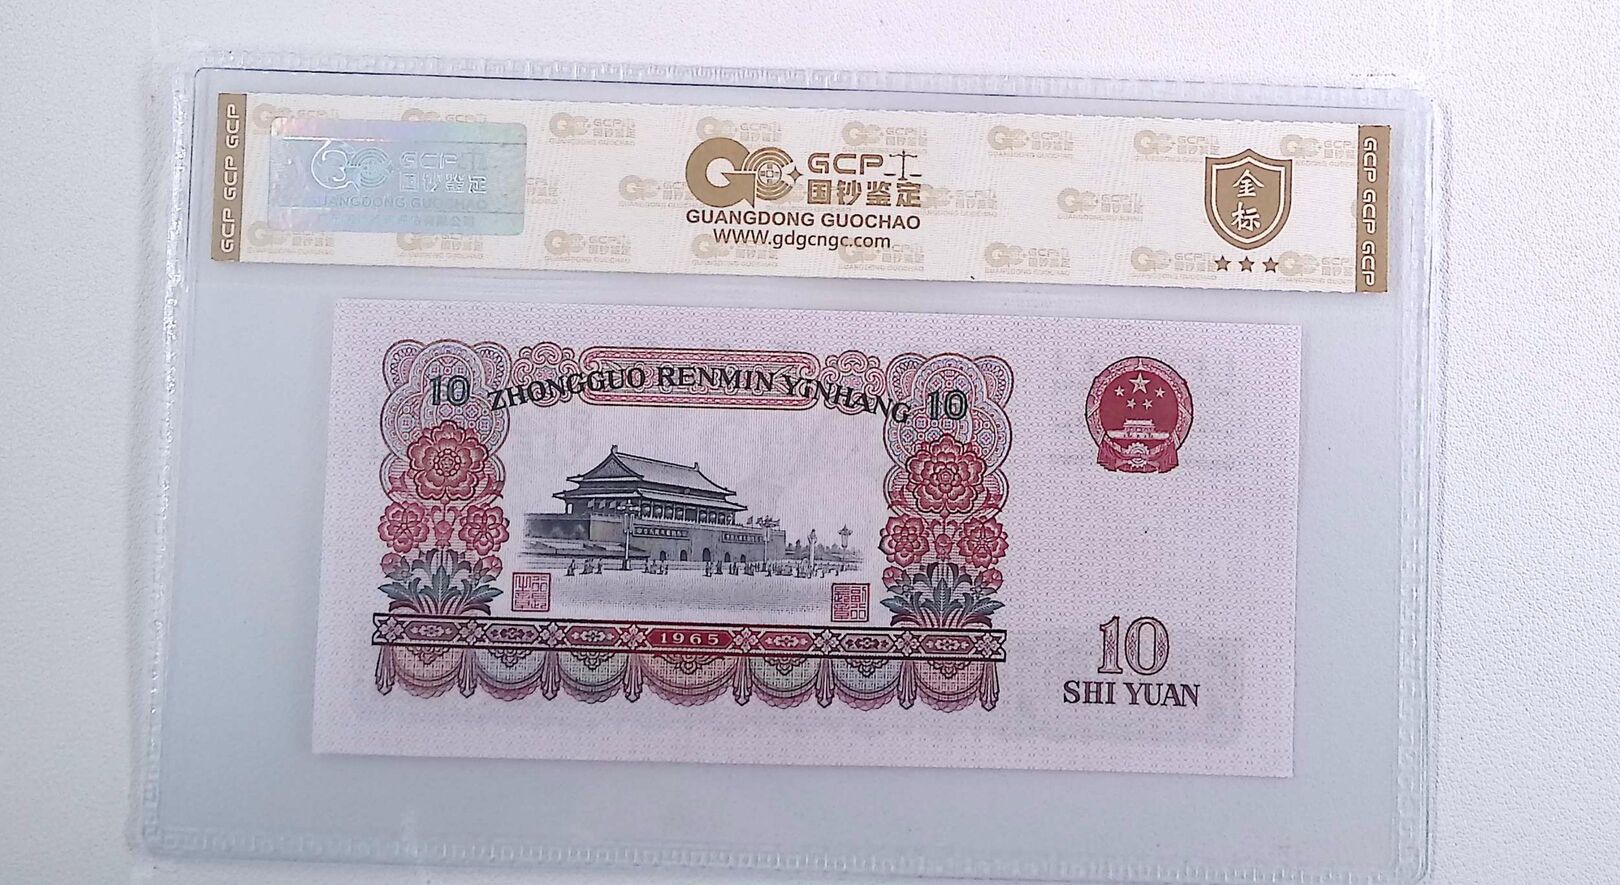 GCP GCP GCP
GCP
国钞鉴定
GUANGDONG GUOCHAO
GCP
国钞鉴定
GUANGDONG GUOCHAO
WWW.gdgcngc.com
金标
GCP GCP GCP
10 ZHONGGUO RENMIN YINHANG 10
1965
10
SHI YUAN